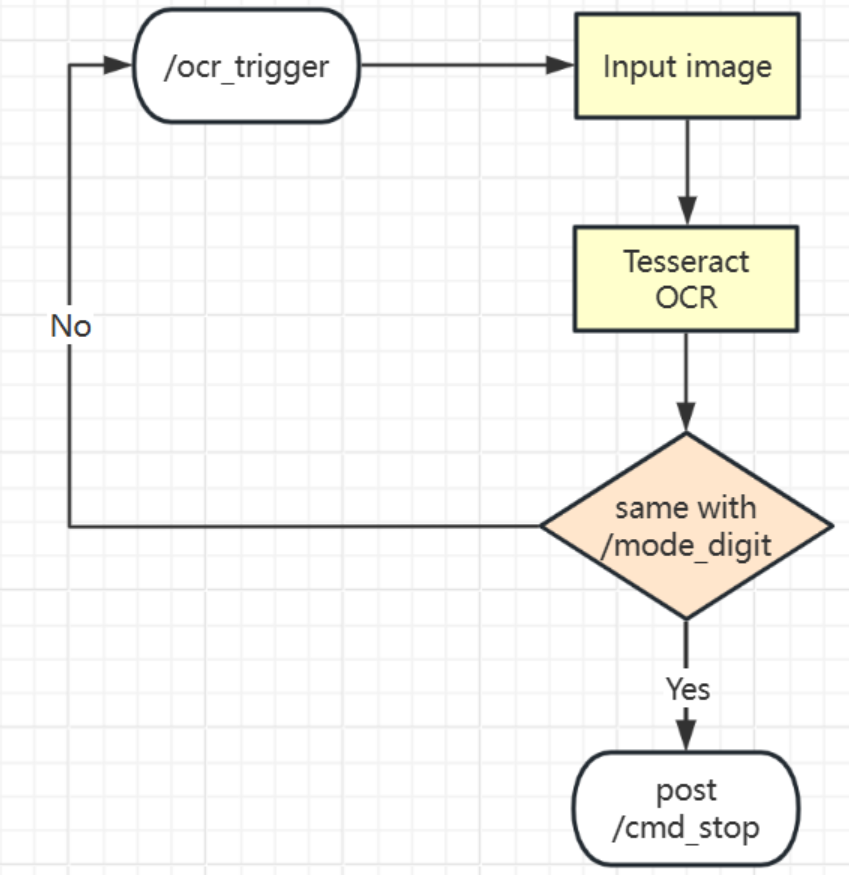 /ocr_trigger
Input image
Tesseract
OCR
No
same with
/mode_digit
Yes
post
/cmd_stop